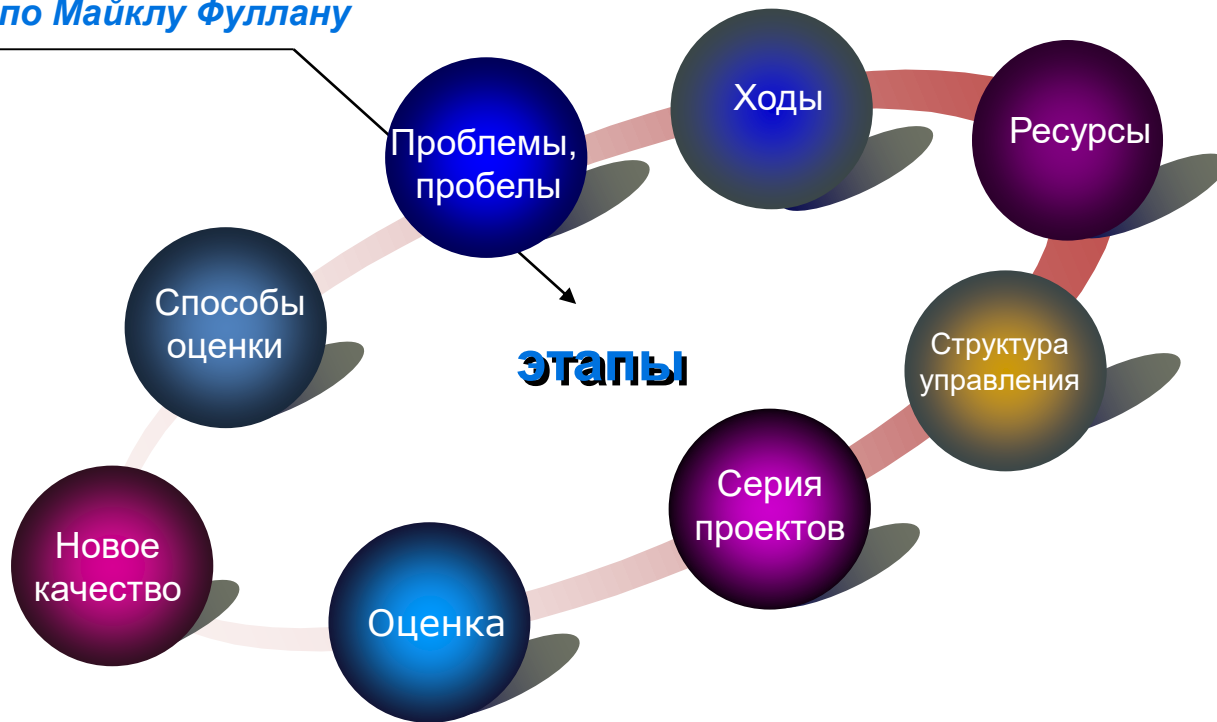 по Майклу Фуллану
Проблемы,
пробелы
Ходы
Ресурсы
Способы
оценки
этапы
Структура
управления
Серия
проектов
Новое
качество
Оценка